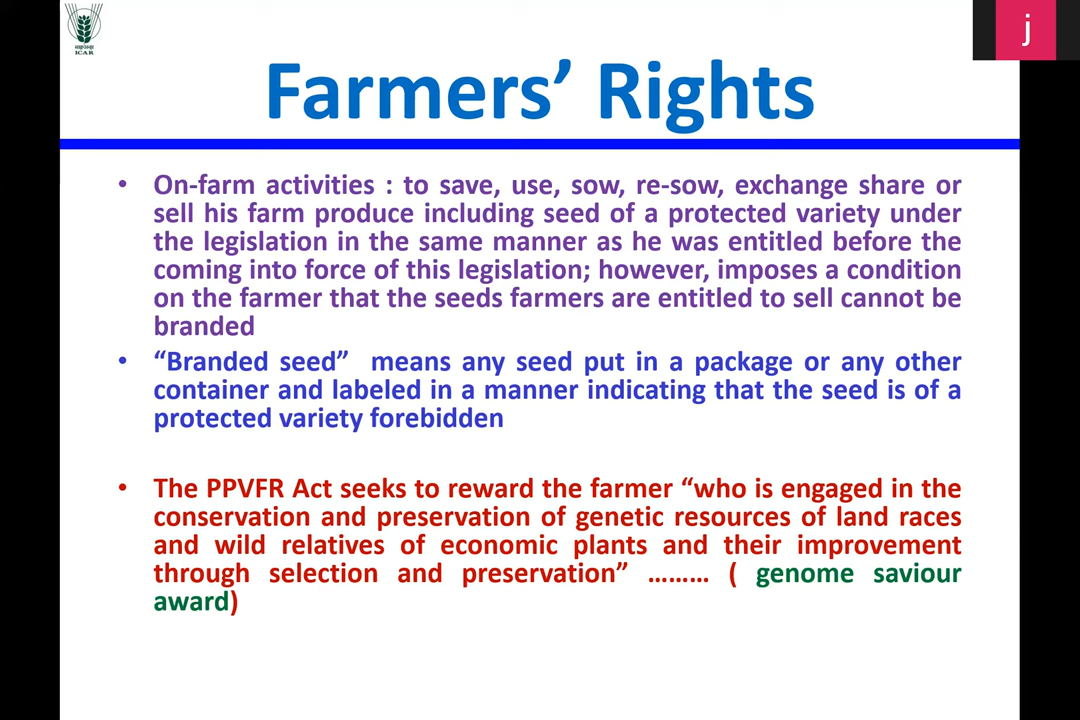 ICAR
j
Farmers’ Rights
• On-farm activities : to save, use, sow, re-sow, exchange share or
sell his farm produce including seed of a protected variety under
the legislation in the same manner as he was entitled before the
coming into force of this legislation; however, imposes a condition
on the farmer that the seeds farmers are entitled to sell cannot be
branded
• “Branded seed” means any seed put in a package or any other
container and labeled in a manner indicating that the seed is of a
protected variety forebidden
• The PPVFR Act seeks to reward the farmer “who is engaged in the
conservation and preservation of genetic resources of land races
and wild relatives of economic plants and their improvement
through selection and preservation” ……… ( genome saviour
award)